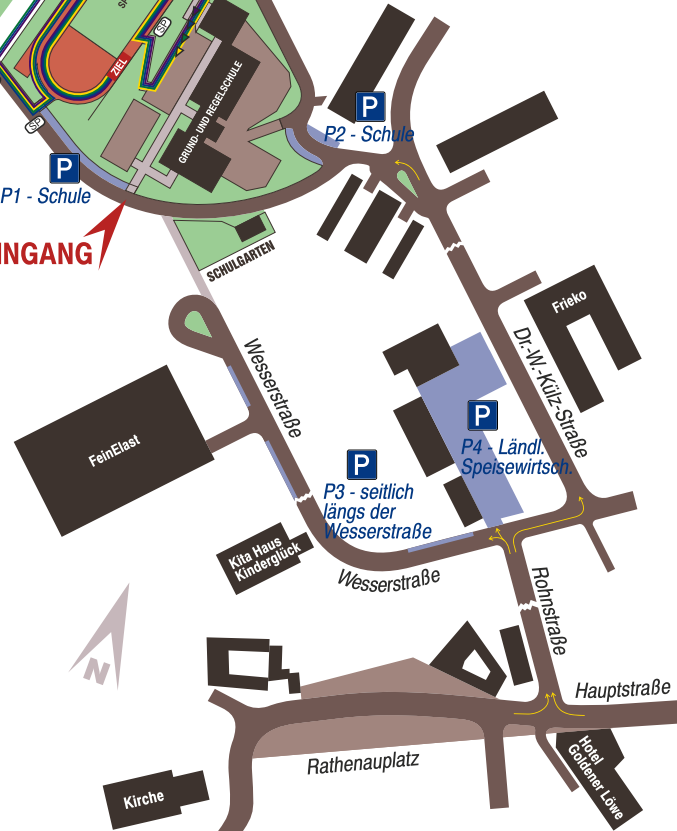 SP
ZIEL
GRUND- UND REGELSCHULE
P
P2 - Schule
SP
P
P1 - Schule
INGANG
SCHULGARTEN
Frieko
Wesserstraße
Dr.-W.-Külz-Straße
P
P4 - Ländl.
Speisewirtsch.
FeinElast
P
P3 - seitlich
längs der
Wesserstraße
Kita Haus
Kinderglück
Wesserstraße
Rohnstraße
N
Hauptstraße
Rathenauplatz
Hotel
Goldener Löwe
Kirche